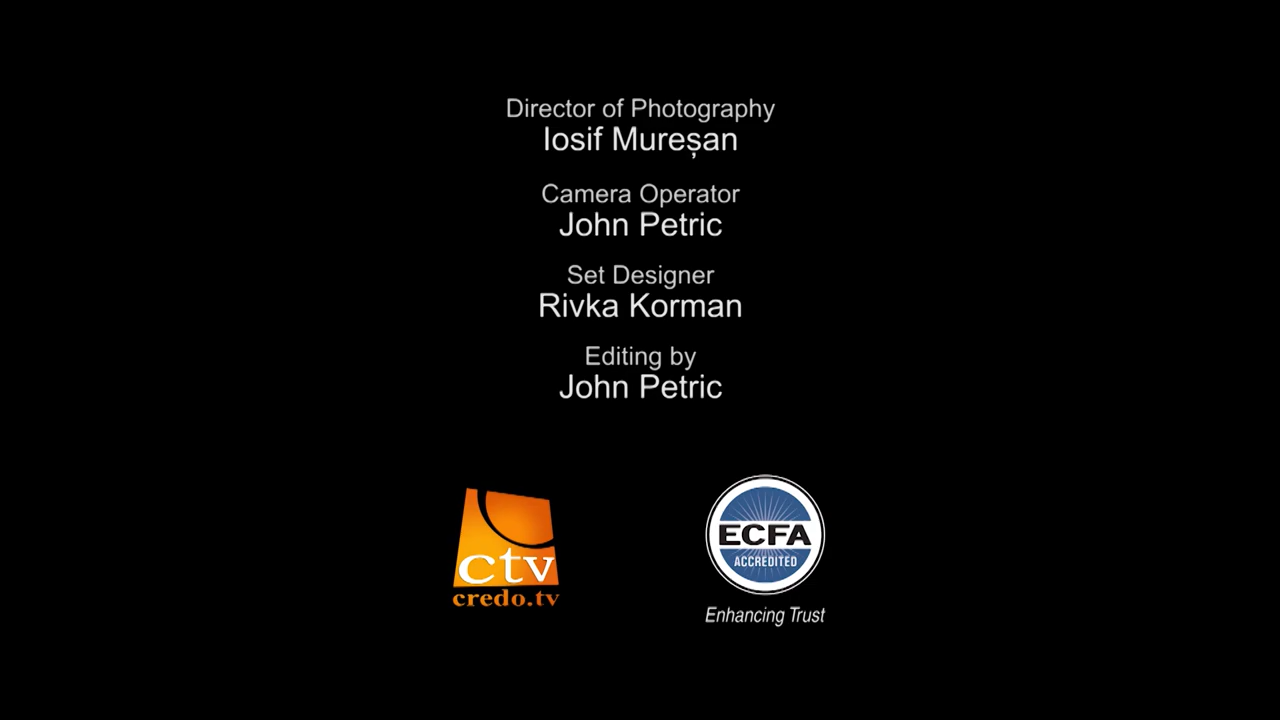 Director of Photography
Iosif Mureșan
Camera Operator
John Petric
Set Designer
Rivka Korman
Editing by
John Petric
ctv
credo.tv
ECFA
ACCREDITED
Enhancing Trust